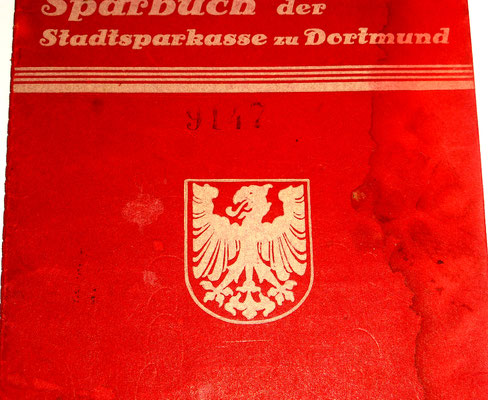 Sparbuch der
Stadtsparkasse zu Dortmund
9147